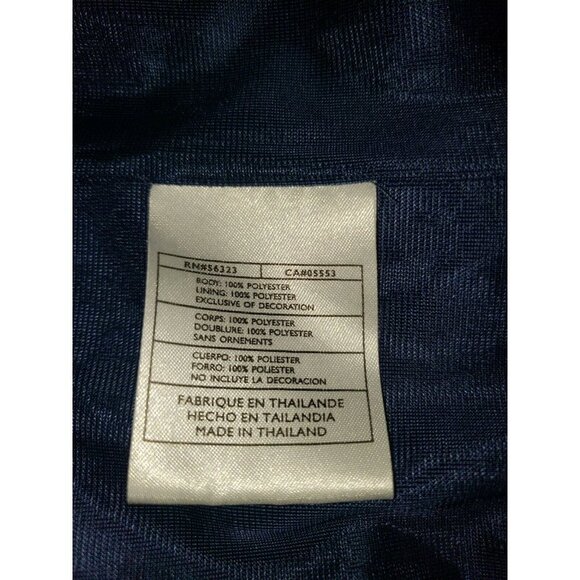 RN#56323 CA#05553
BODY: 100% POLYESTER
LINING: 100% POLYESTER
EXCLUSIVE OF DECORATION
CORPS: 100% POLYESTER
DOUBLURE: 100% POLYESTER
SANS ORNEMENTS
CUERPO: 100% POLIESTER
FORRO: 100% POLIESTER
NO INCLUYE LA DECORACION
FABRIQUE EN THAILANDE
HECHO EN TAILANDIA
MADE IN THAILAND